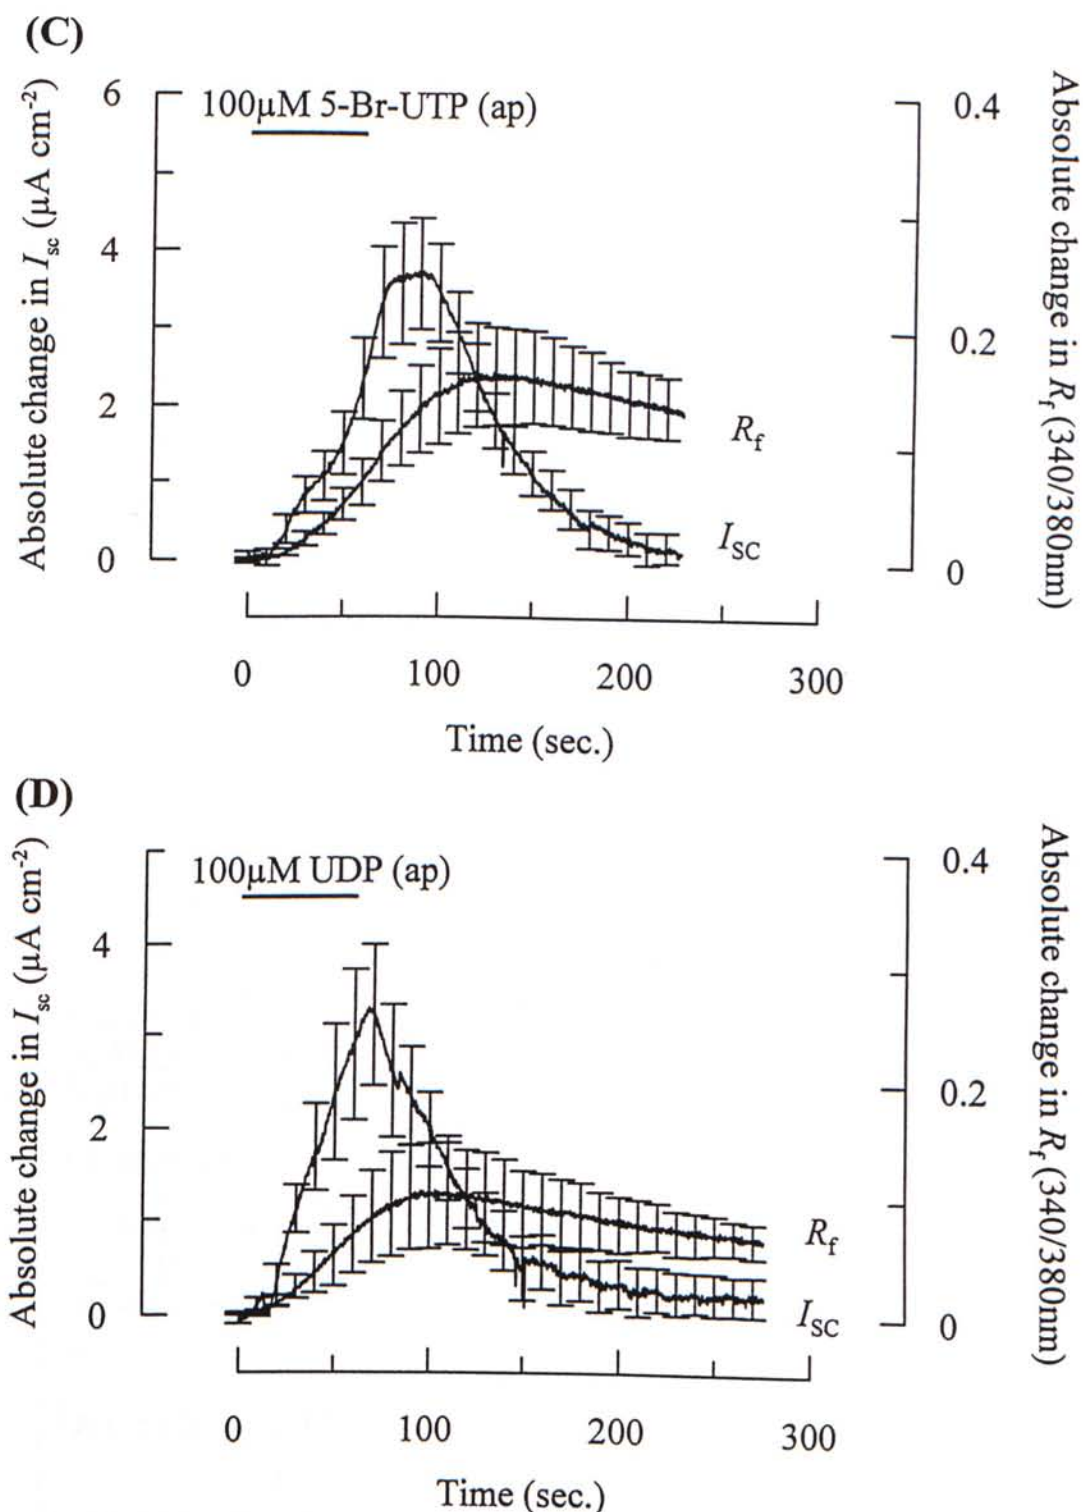 (C)
Absolute change in Isc (μA cm-2)
6
4
2
0
100μM 5-Br-UTP (ap)
Rf
ISC
0.4
0.2
0
Absolute change in Rf (340/380nm)
0 100 200 300
Time (sec.)
(D)
Absolute change in Isc (μA cm-2)
4
2
0
100μM UDP (ap)
Rf
ISC
0.4
0.2
0
Absolute change in Rf (340/380nm)
0 100 200 300
Time (sec.)